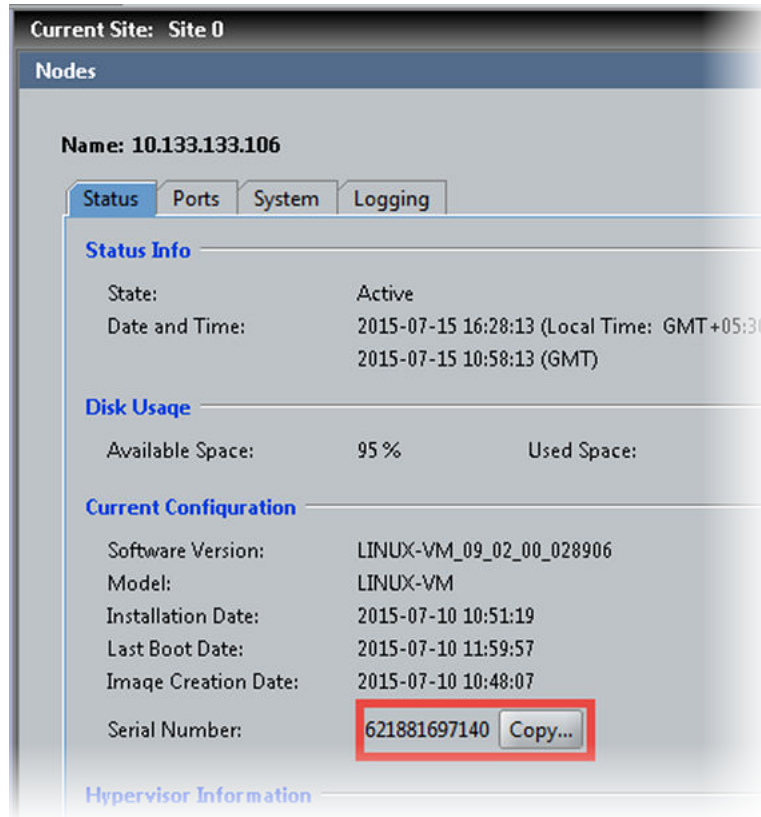 Current Site: Site 0
Nodes
Name: 10.133.133.106
Status Ports System Logging
Status Info
State: Active
Date and Time: 2015-07-15 16:28:13 (Local Time: GMT+05:30
2015-07-15 10:58:13 (GMT)
Disk Usage
Available Space: 95 % Used Space:
Current Configuration
Software Version: LINUX-VM_09_02_00_028906
Model: LINUX-VM
Installation Date: 2015-07-10 10:51:19
Last Boot Date: 2015-07-10 11:59:57
Image Creation Date: 2015-07-10 10:48:07
Serial Number: 621881697140 Copy...
Hypervisor Information